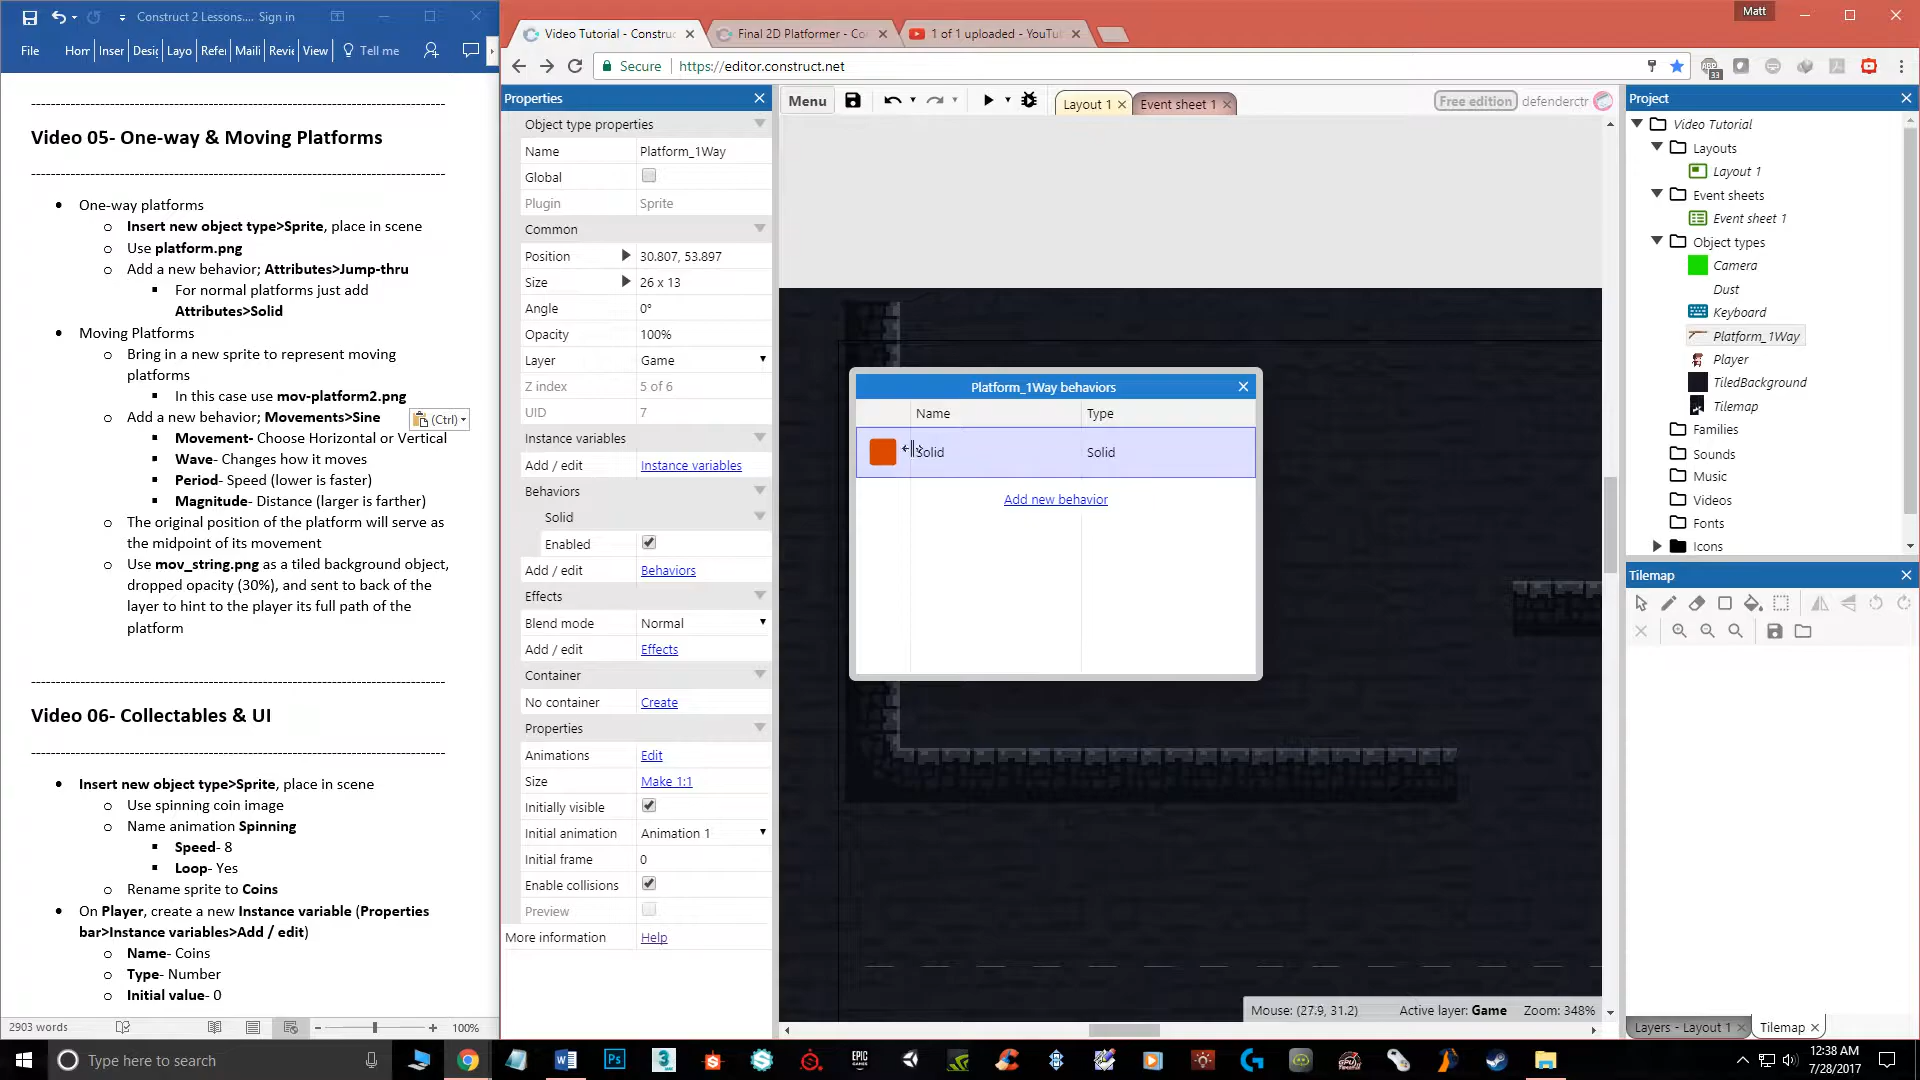 Construct 2 Lessons.... Sign in
File Hor Inser Desig Layo Refe Maili Revie View Tell me
Video 05- One-way & Moving Platforms
One-way platforms
Insert new object type>Sprite, place in scene
Use platform.png
Add a new behavior; Attributes>Jump-thru
For normal platforms just add
Attributes>Solid
Moving Platforms
Bring in a new sprite to represent moving
platforms
In this case use mov-platform2.png
Add a new behavior; Movements>Sine
(Ctrl)
Movement- Choose Horizontal or Vertical
Wave- Changes how it moves
Period- Speed (lower is faster)
Magnitude- Distance (larger is farther)
The original position of the platform will serve as
the midpoint of its movement
Use mov_string.png as a tiled background object,
dropped opacity (30%), and sent to back of the
layer to hint to the player its full path of the
platform
Video 06- Collectables & UI
Insert new object type>Sprite, place in scene
Use spinning coin image
Name animation Spinning
Speed- 8
Loop- Yes
Rename sprite to Coins
On Player, create a new Instance variable (Properties
bar>Instance variables>Add / edit)
Name- Coins
Type- Number
Initial value- 0
2903 words
100%
Matt
Video Tutorial - Construc
Final 2D Platformer - Co
1 of 1 uploaded - YouTu
Secure https://editor.construct.net
33
Properties
Object type properties
Name Platform_1Way
Global
Plugin Sprite
Common
Position 30.807, 53.897
Size 26 x 13
Angle 0°
Opacity 100%
Layer Game
Z index 5 of 6
UID 7
Instance variables
Add / edit Instance variables
Behaviors
Solid
Enabled
Add / edit Behaviors
Effects
Blend mode Normal
Add / edit Effects
Container
No container Create
Properties
Animations Edit
Size Make 1:1
Initially visible
Initial animation Animation 1
Initial frame 0
Enable collisions
Preview
More information Help
Menu
Layout 1
Event sheet 1
Free edition defenderctr
Platform_1Way behaviors
Name Type
Solid Solid
Add new behavior
Mouse: (27.9, 31.2) Active layer: Game Zoom: 348%
Project
Video Tutorial
Layouts
Layout 1
Event sheets
Event sheet 1
Object types
Camera
Dust
Keyboard
Platform_1Way
Player
TiledBackground
Tilemap
Families
Sounds
Music
Videos
Fonts
Icons
Tilemap
Layers - Layout 1
Tilemap
Type here to search
Ps
3
EPIC
GAMES
12:38 AM
7/28/2017